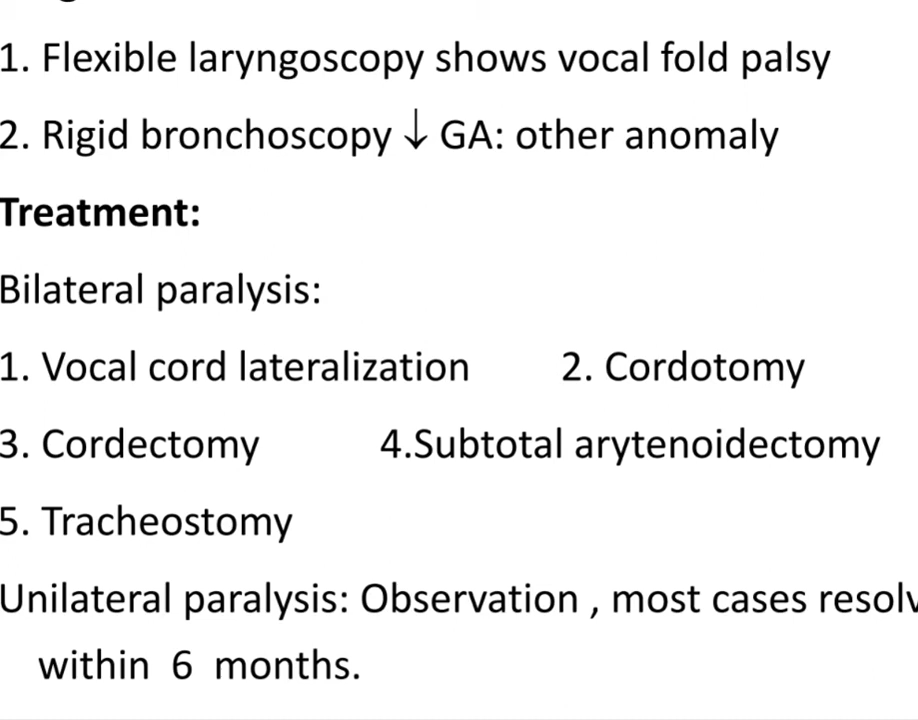 1. Flexible laryngoscopy shows vocal fold palsy
2. Rigid bronchoscopy ↓ GA: other anomaly
Treatment:
Bilateral paralysis:
1. Vocal cord lateralization 2. Cordotomy
3. Cordectomy 4.Subtotal arytenoidectomy
5. Tracheostomy
Unilateral paralysis: Observation , most cases resolv
within 6 months.